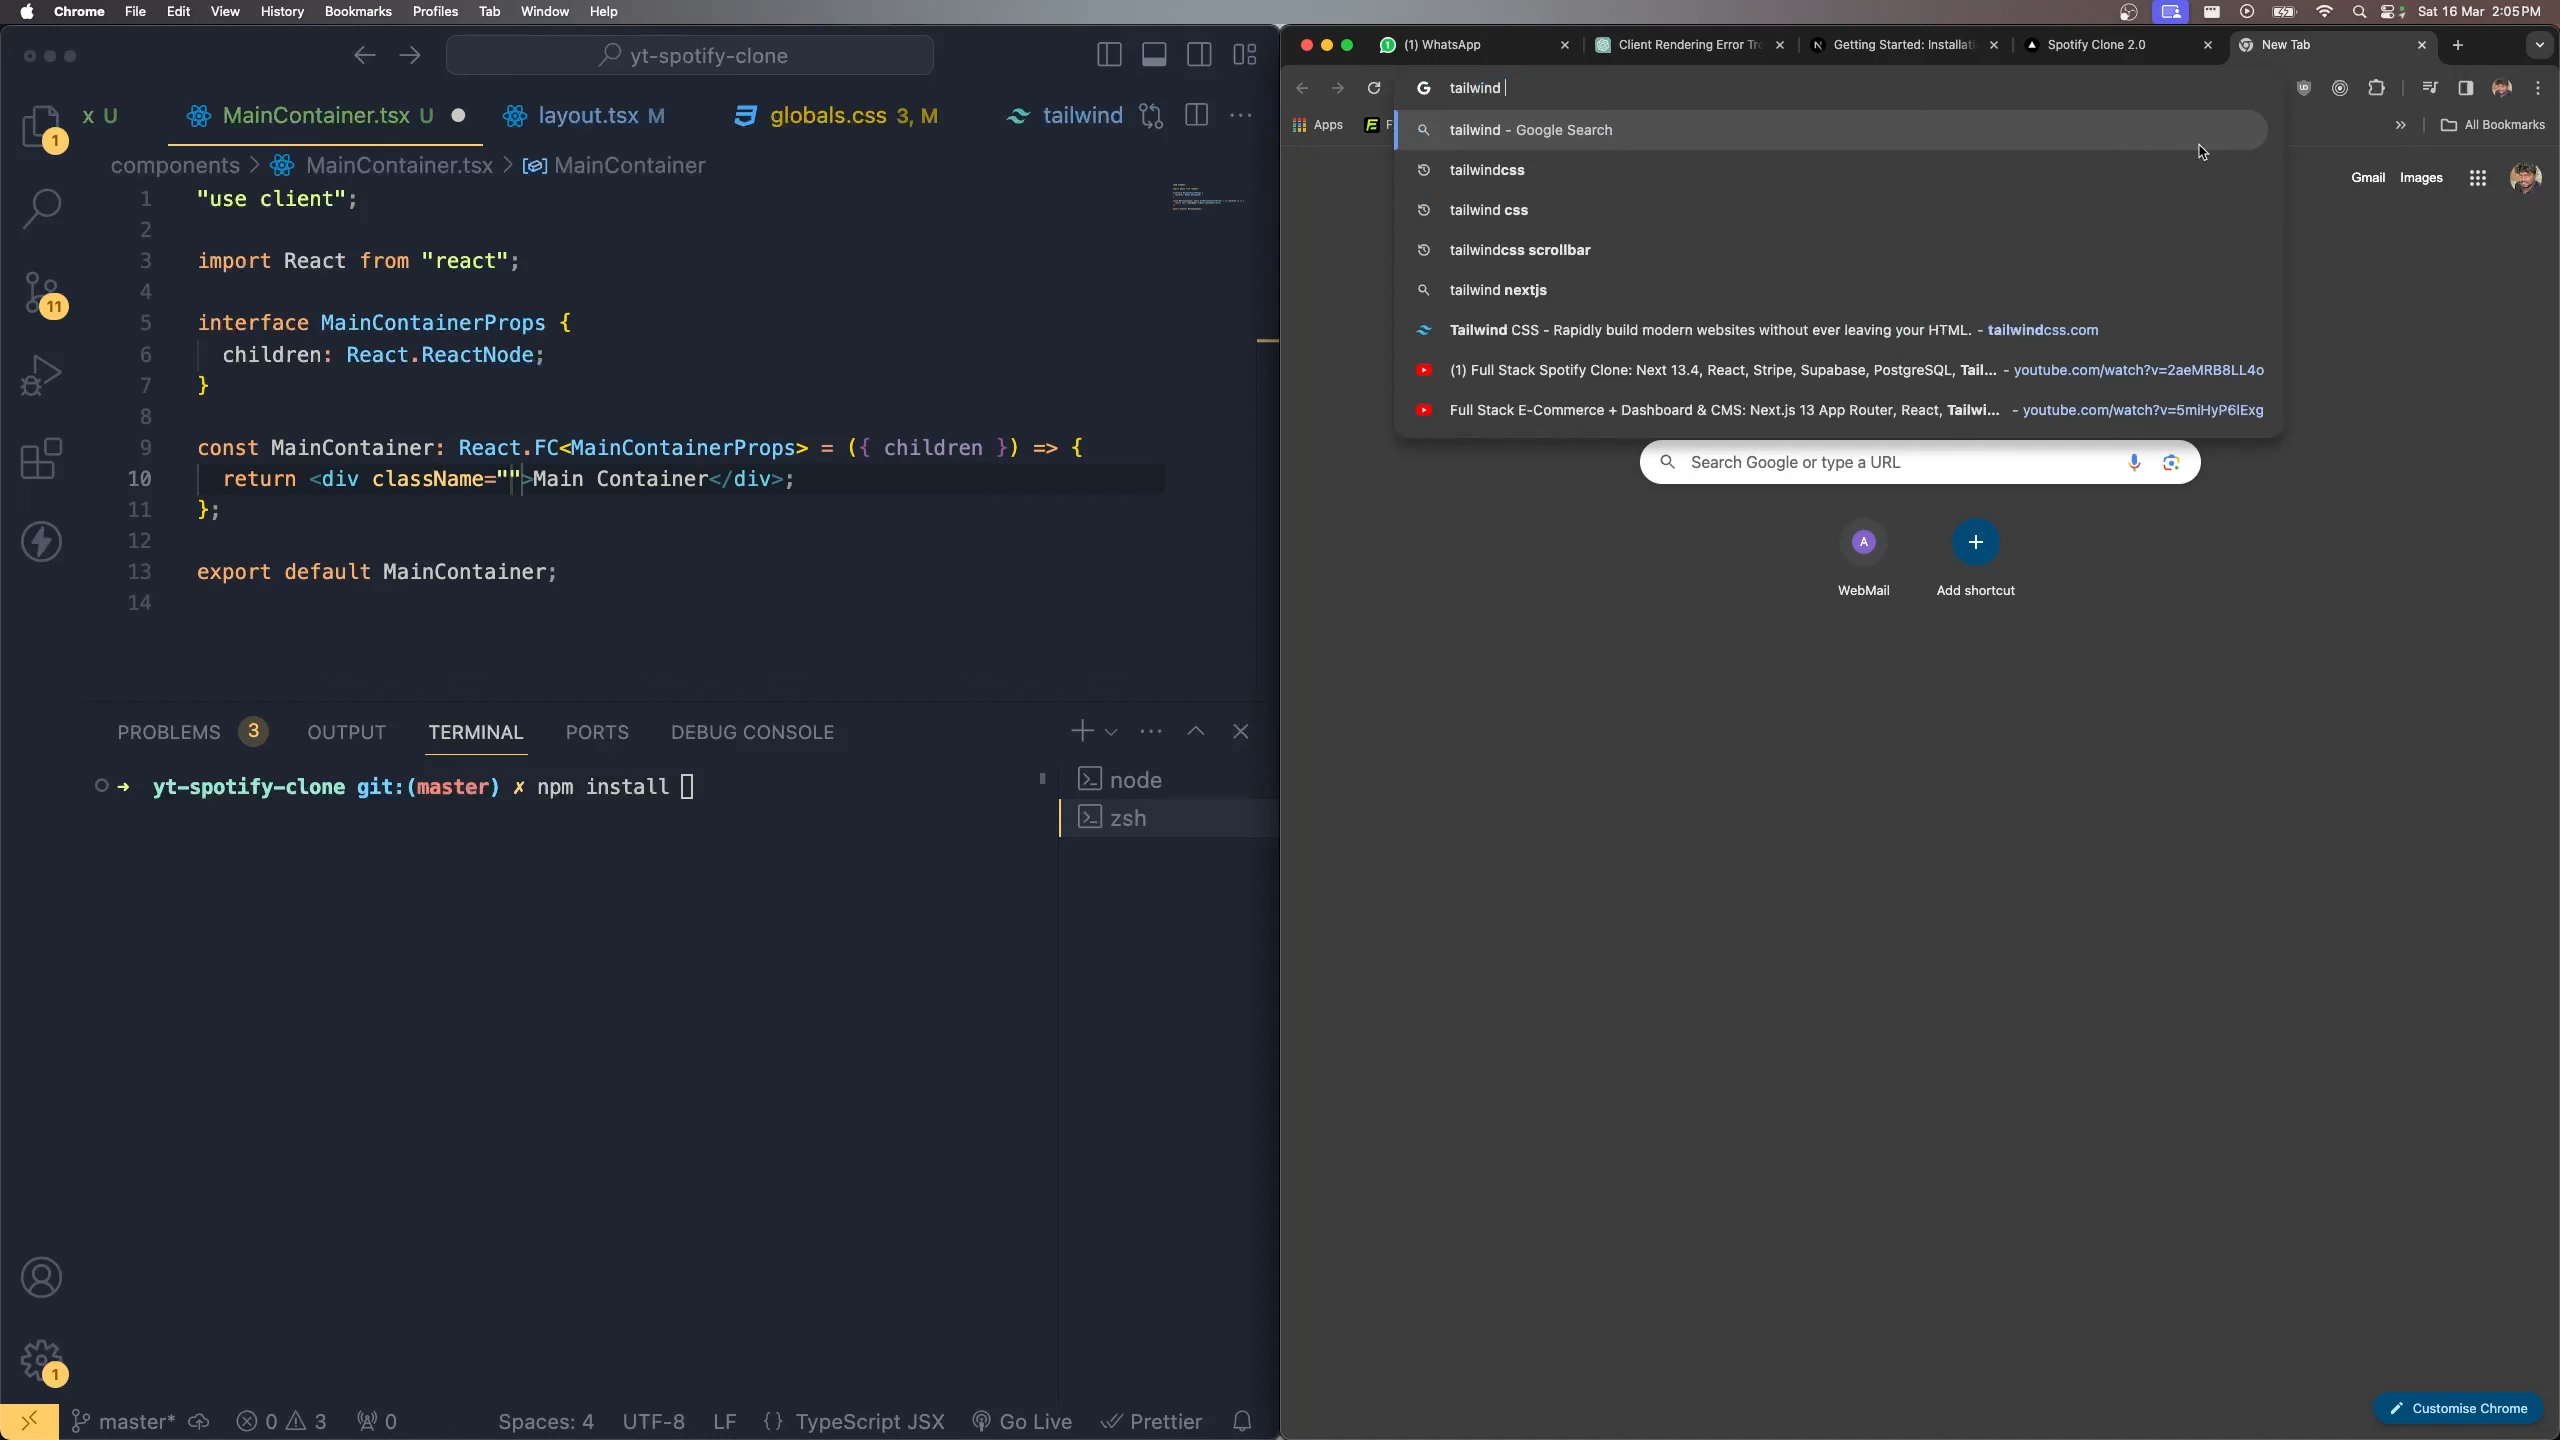 Chrome File Edit View History Bookmarks Profiles Tab Window Help
Sat 16 Mar 2:05 PM
yt-spotify-clone
x U
MainContainer.tsx U
layout.tsx M
globals.css 3, M
tailwind
components > MainContainer.tsx > MainContainer
1 "use client";
2
3 import React from "react";
4
5 interface MainContainerProps {
6 children: React.ReactNode;
7 }
8
9 const MainContainer: React.FC<MainContainerProps> = ({ children }) => {
10 return <div className="">Main Container</div>;
11 };
12
13 export default MainContainer;
14
1
11
PROBLEMS 3 OUTPUT TERMINAL PORTS DEBUG CONSOLE
yt-spotify-clone git:(master) ✗ npm install
node
zsh
1
master* 0 3 0 Spaces: 4 UTF-8 LF {} TypeScript JSX Go Live Prettier
(1) WhatsApp
Client Rendering Error Tr
Getting Started: Installati
Spotify Clone 2.0
New Tab
tailwind
Apps
F
All Bookmarks
tailwind - Google Search
tailwindcss
tailwind css
tailwindcss scrollbar
tailwind nextjs
Tailwind CSS - Rapidly build modern websites without ever leaving your HTML. - tailwindcss.com
(1) Full Stack Spotify Clone: Next 13.4, React, Stripe, Supabase, PostgreSQL, Tail... - youtube.com/watch?v=2aeMRB8LL4o
Full Stack E-Commerce + Dashboard & CMS: Next.js 13 App Router, React, Tailwi... - youtube.com/watch?v=5miHyP6IExg
Gmail Images
Search Google or type a URL
A
WebMail
Add shortcut
Customise Chrome